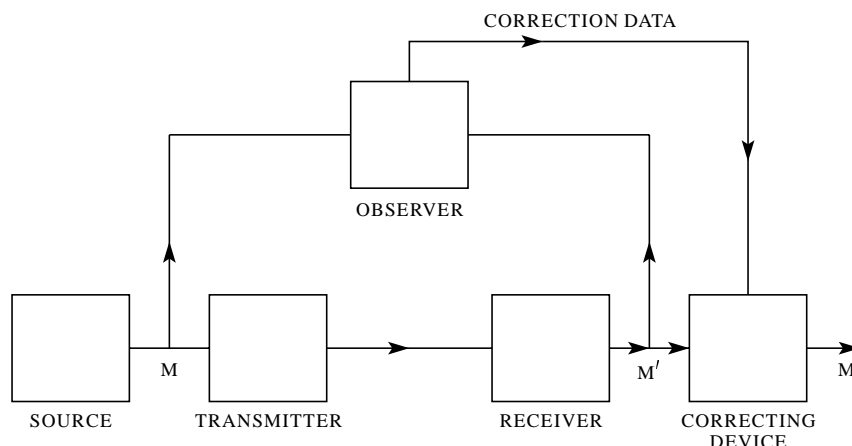 CORRECTION DATA
OBSERVER
M
M′
M
SOURCE
TRANSMITTER
RECEIVER
CORRECTING
DEVICE